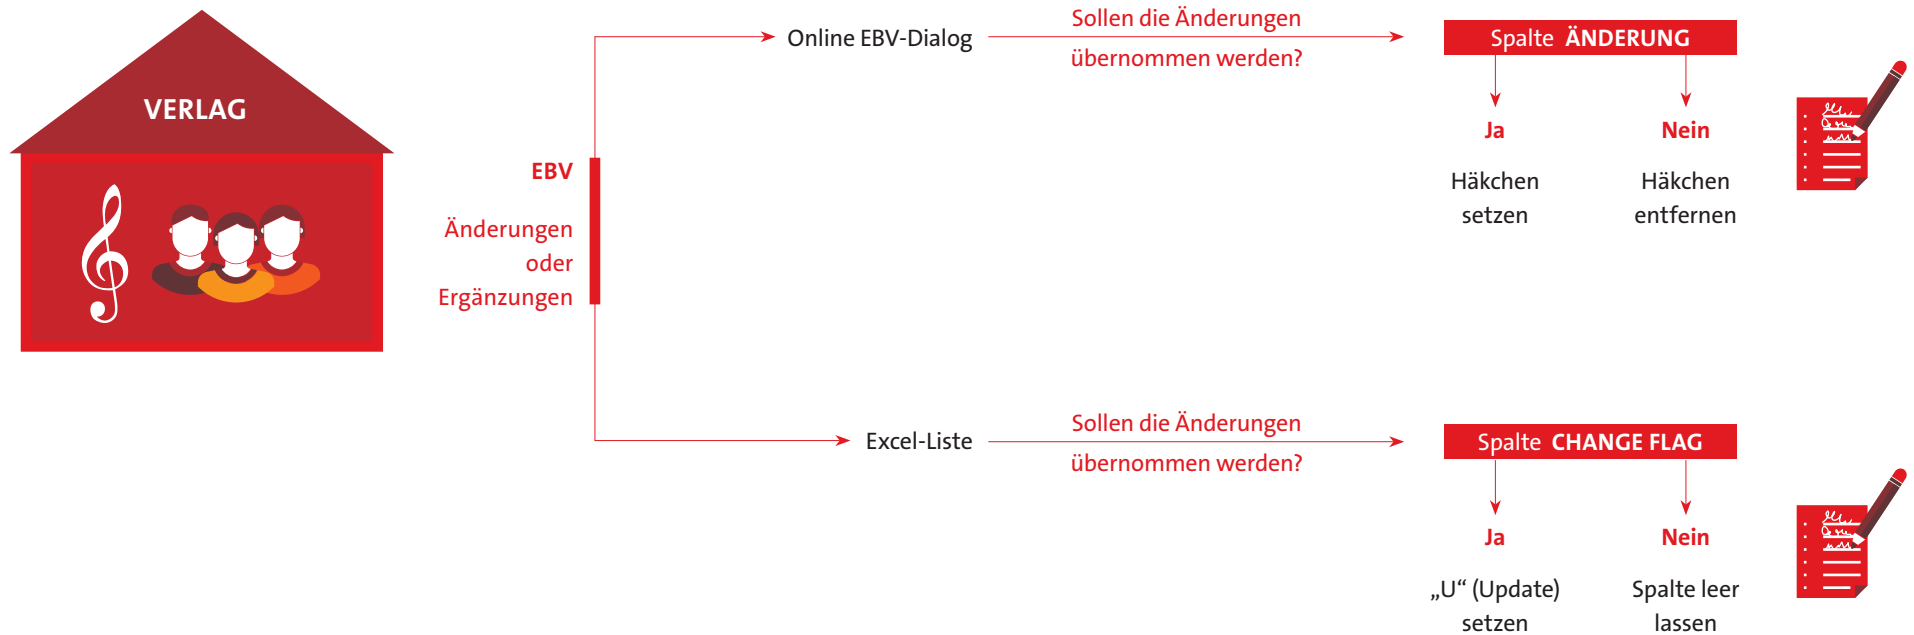 VERLAG
EBV
Änderungen
oder
Ergänzungen
Online EBV-Dialog
Sollen die Änderungen
übernommen werden?
Spalte ÄNDERUNG
Ja
Häkchen
setzen
Nein
Häkchen
entfernen
Excel-Liste
Sollen die Änderungen
übernommen werden?
Spalte CHANGE FLAG
Ja
„U“ (Update)
setzen
Nein
Spalte leer
lassen